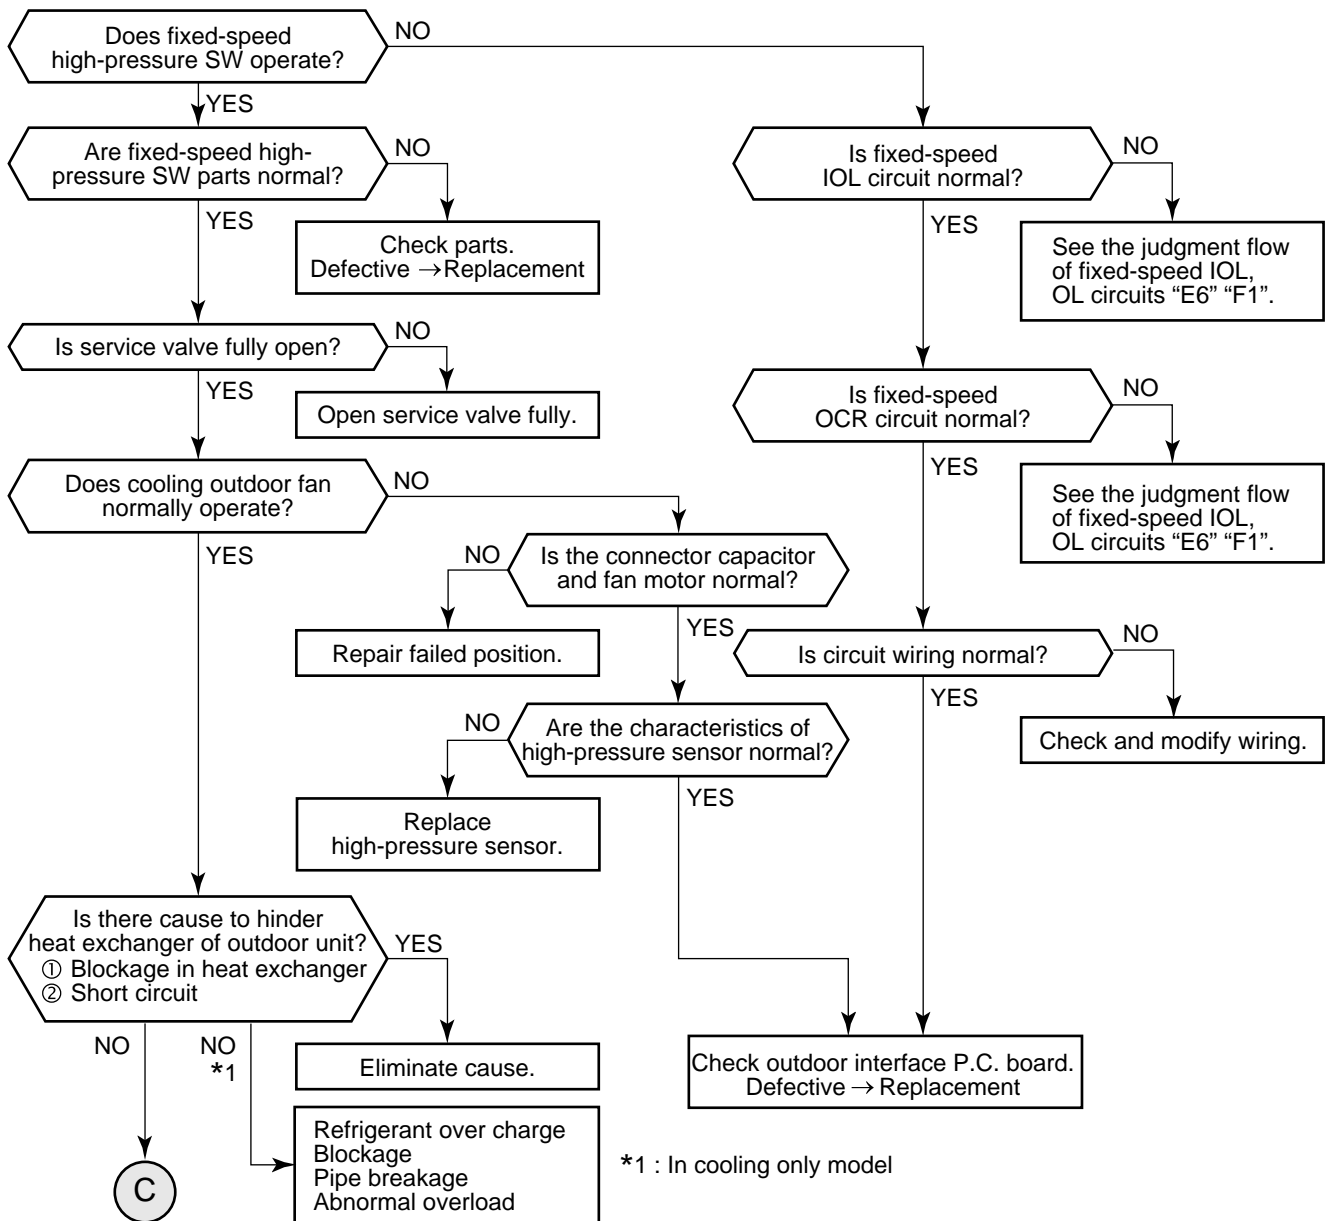 Does fixed-speed
high-pressure SW operate?
NO
YES
Are fixed-speed high-
pressure SW parts normal?
NO
YES
Check parts.
Defective → Replacement
Is service valve fully open?
NO
YES
Open service valve fully.
Does cooling outdoor fan
normally operate?
NO
YES
Is the connector capacitor
and fan motor normal?
NO
YES
Repair failed position.
Are the characteristics of
high-pressure sensor normal?
NO
YES
Replace
high-pressure sensor.
Is there cause to hinder
heat exchanger of outdoor unit?
① Blockage in heat exchanger
② Short circuit
YES
NO
NO
*1
Eliminate cause.
Refrigerant over charge
Blockage
Pipe breakage
Abnormal overload
C
*1 : In cooling only model
Is fixed-speed
IOL circuit normal?
NO
YES
See the judgment flow
of fixed-speed IOL,
OL circuits “E6” “F1”.
Is fixed-speed
OCR circuit normal?
NO
YES
See the judgment flow
of fixed-speed IOL,
OL circuits “E6” “F1”.
Is circuit wiring normal?
NO
YES
Check and modify wiring.
Check outdoor interface P.C. board.
Defective → Replacement